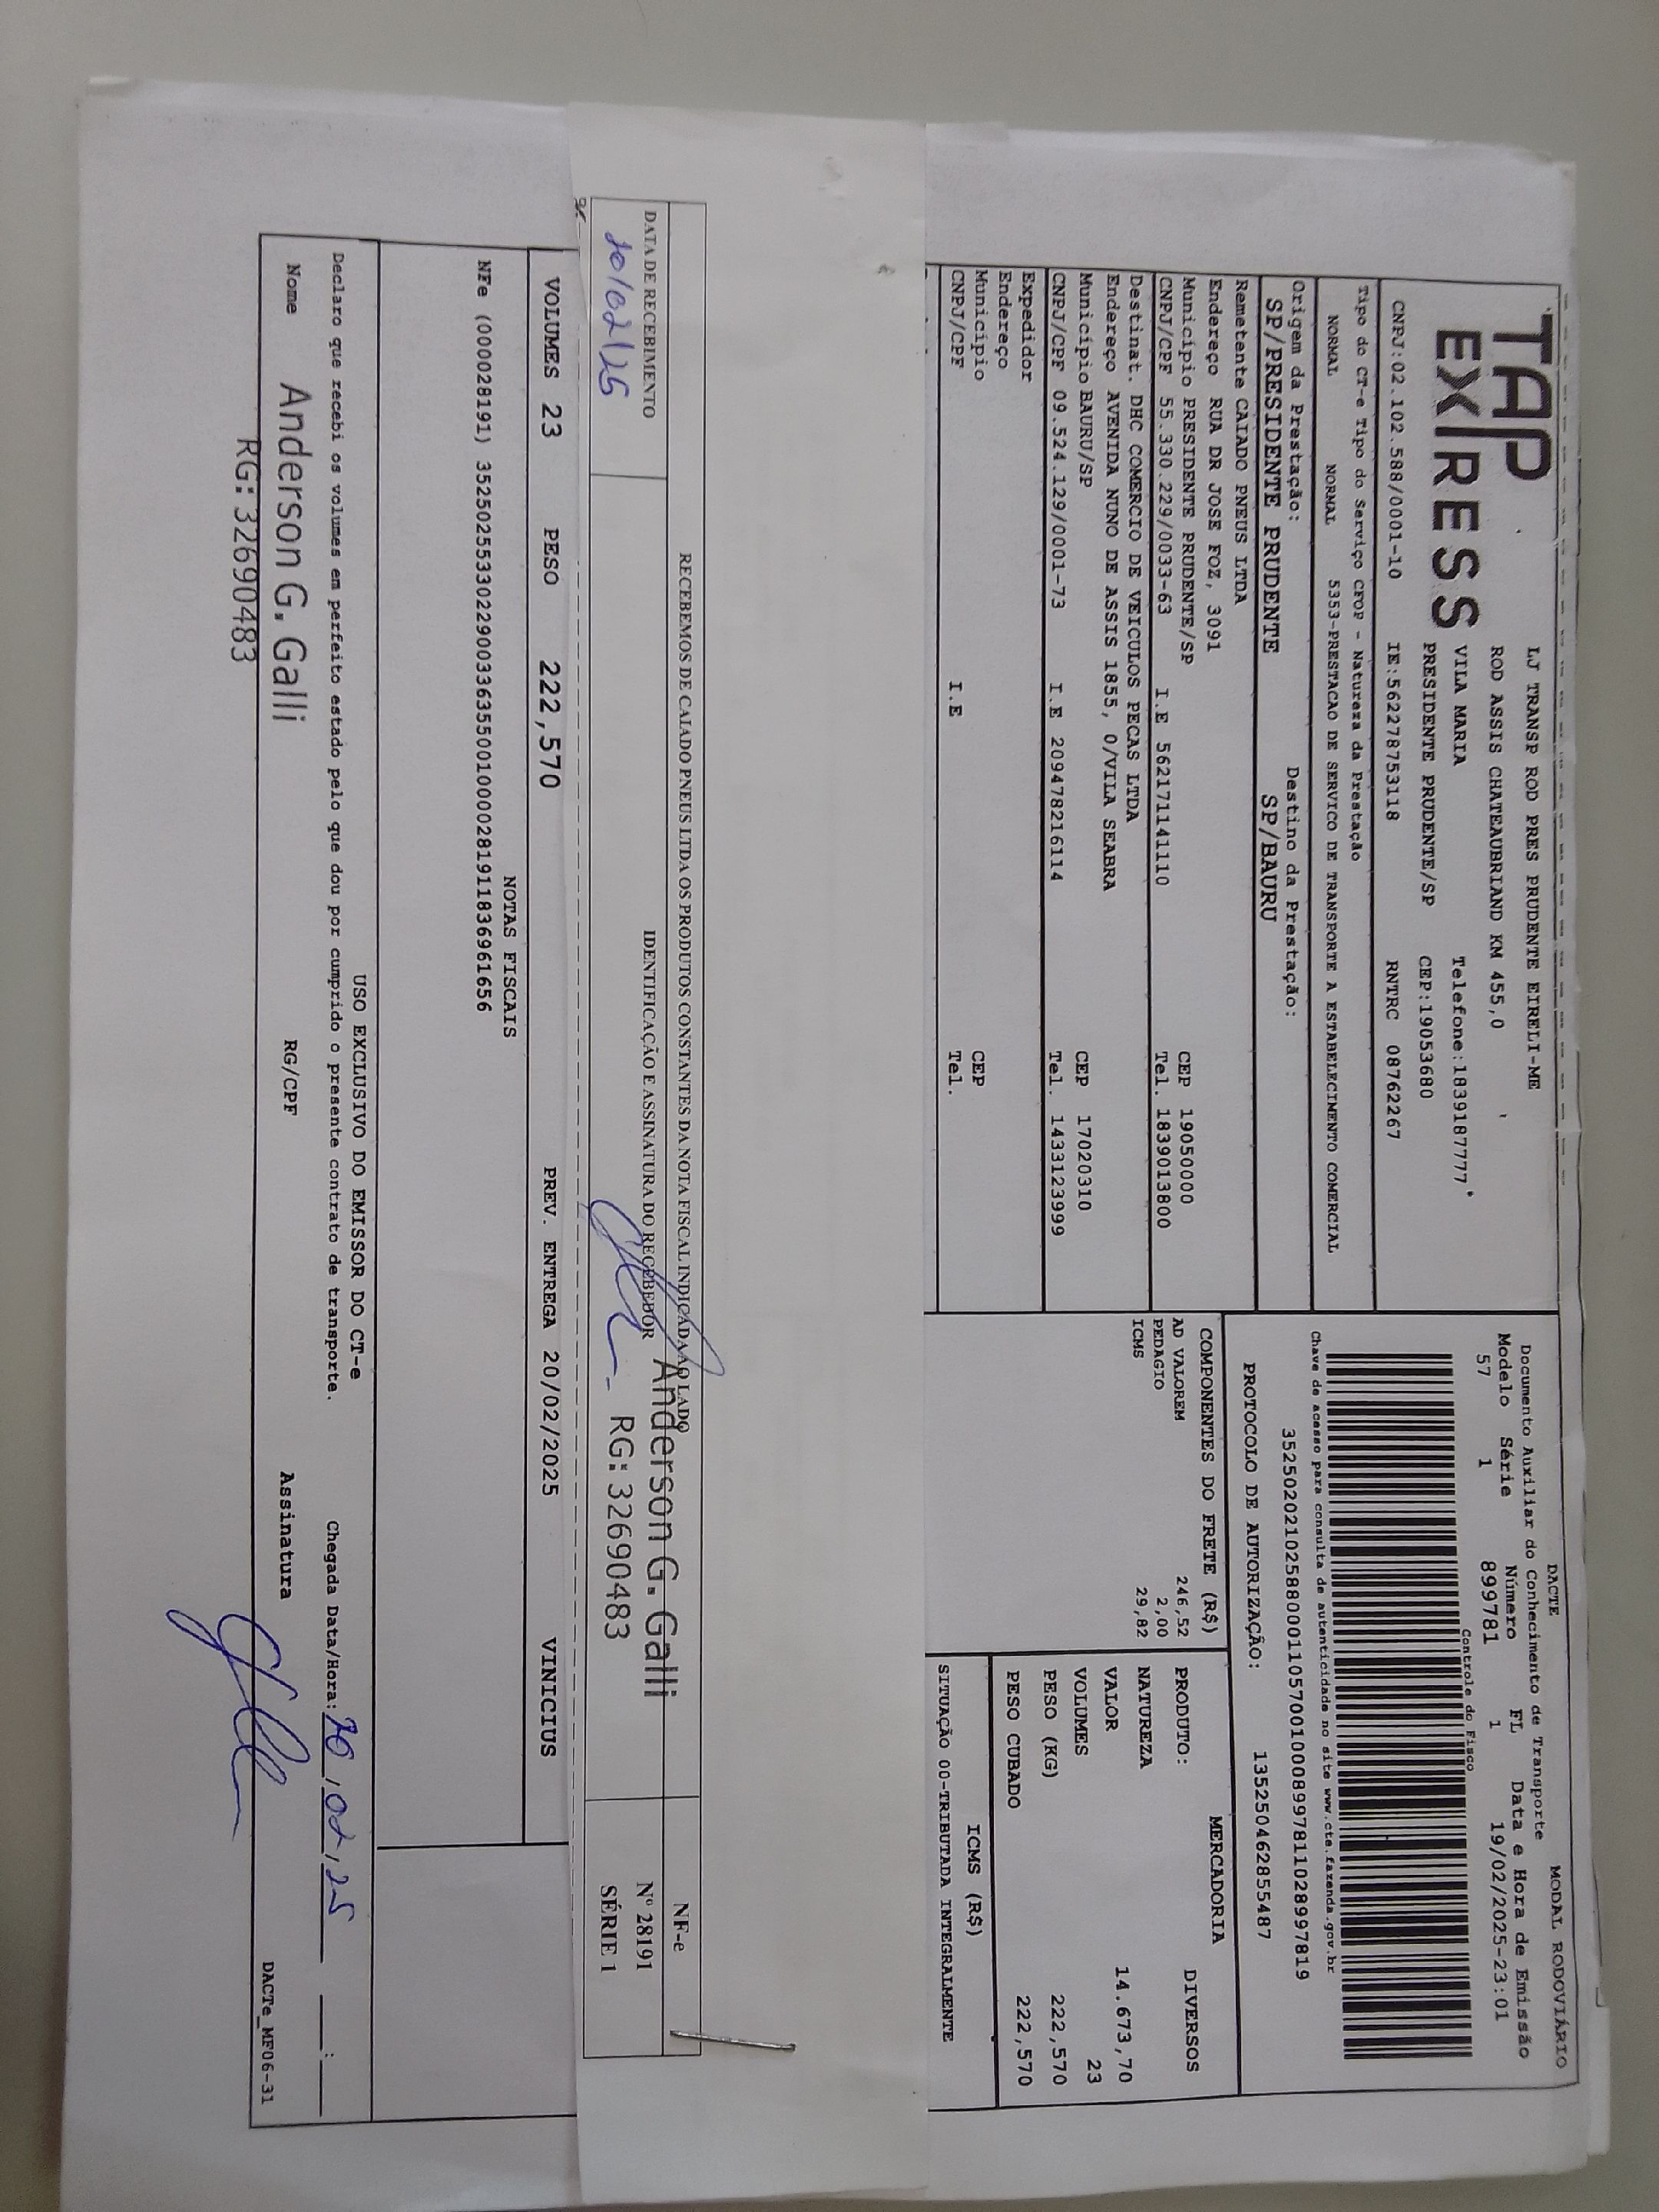 TAP
EXPRESS
LJ TRANSP ROD PRES PRUDENTE EIRELI-ME
ROD ASSIS CHATEAUBRIAND KM 455,0
VILA MARIA
Telefone:1839187777
PRESIDENTE PRUDENTE/SP
CEP:19053680
CNPJ:02.102.588/0001-10
IE:562278753118
RNTRC 08762267
DACTE
MODAL RODOVIÁRIO
Documento Auxiliar do Conhecimento de Transporte
Modelo Série Número FL Data e Hora de Emissão
57 1 899781 1 19/02/2025-23:01
Controle do Fisco
Chave de acesso para consulta de autenticidade no site www.cte.fazenda.gov.br
35250202102588000110570010008997811028997819
PROTOCOLO DE AUTORIZAÇÃO: 135250462855487
Tipo do CT-e Tipo do Serviço CFOP - Natureza da Prestação
NORMAL NORMAL 5353-PRESTACAO DE SERVICO DE TRANSPORTE A ESTABELECIMENTO COMERCIAL
Origem da Prestação: Destino da Prestação:
SP/PRESIDENTE PRUDENTE SP/BAURU
Remetente CAIADO PNEUS LTDA
Endereço RUA DR JOSE FOZ, 3091
Município PRESIDENTE PRUDENTE/SP CEP 19050000
CNPJ/CPF 55.330.229/0033-63 I.E 562171141110 Tel. 1839013800
Destinat. DHC COMERCIO DE VEICULOS PECAS LTDA
Endereço AVENIDA NUNO DE ASSIS 1855, 0/VILA SEABRA
Município BAURU/SP CEP 17020310
CNPJ/CPF 09.524.129/0001-73 I.E 209478216114 Tel. 1433123999
Expedidor
Endereço
Município CEP
CNPJ/CPF I.E Tel.
COMPONENTES DO FRETE (R$)
AD VALOREM 246,52
PEDAGIO 2,00
ICMS 29,82
MERCADORIA
PRODUTO: DIVERSOS
NATUREZA
VALOR 14.673,70
VOLUMES 23
PESO (KG) 222,570
PESO CUBADO 222,570
ICMS (R$)
SITUAÇÃO 00-TRIBUTADA INTEGRALMENTE
RECEBEMOS DE CAIADO PNEUS LTDA OS PRODUTOS CONSTANTES DA NOTA FISCAL INDICADA AO LADO
NF-e
Nº 28191
SÉRIE 1
DATA DE RECEBIMENTO
IDENTIFICAÇÃO E ASSINATURA DO RECEBEDOR
20/02/25
Anderson G. Galli
RG: 32690483
VOLUMES 23 PESO 222,570 PREV. ENTREGA 20/02/2025 VINICIUS
NOTAS FISCAIS
NFe (000028191) 35250255330229003363550010000281911836961656
USO EXCLUSIVO DO EMISSOR DO CT-e
Declaro que recebi os volumes em perfeito estado pelo que dou por cumprido o presente contrato de transporte. Chegada Data/Hora: 20/02/25 __:__
Nome Anderson G. Galli RG/CPF Assinatura
RG: 32690483
DACTe_MF06-31